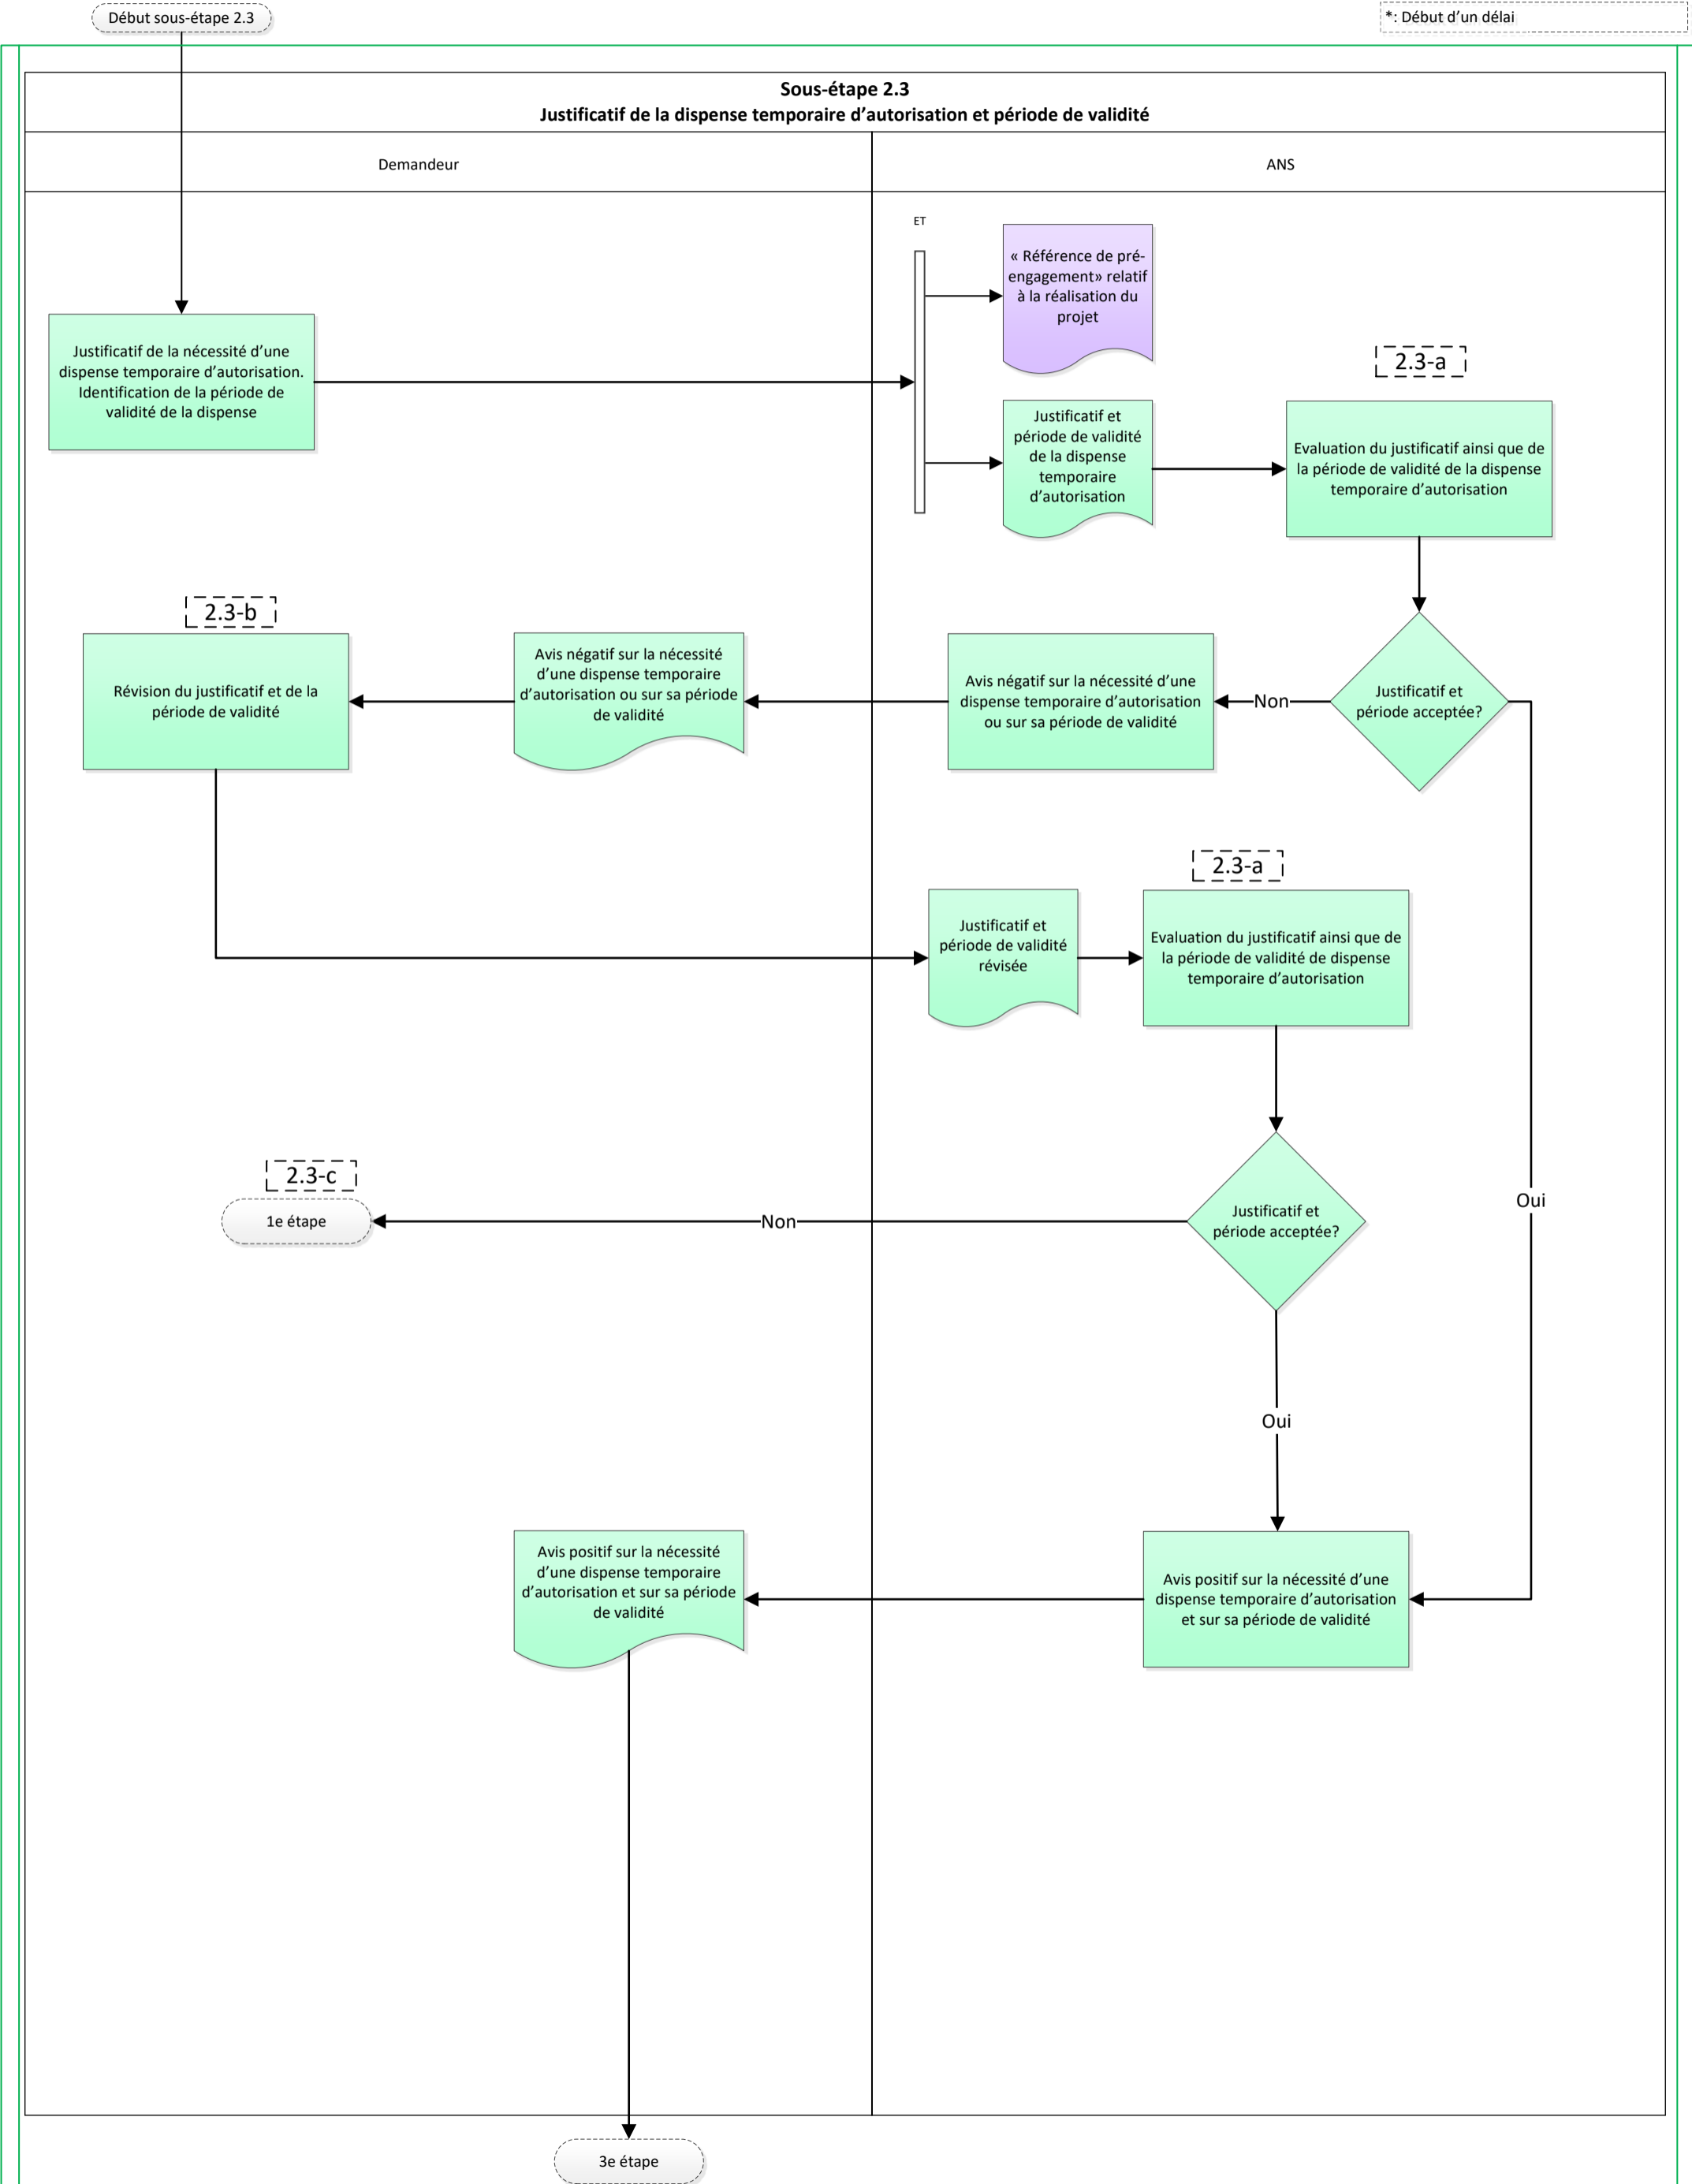 Début sous-étape 2.3
*: Début d’un délai
Sous-étape 2.3
Justificatif de la dispense temporaire d’autorisation et période de validité
Demandeur
ANS
ET
« Référence de pré-
engagement» relatif
à la réalisation du
projet
Justificatif de la nécessité d’une
dispense temporaire d’autorisation.
Identification de la période de
validité de la dispense
2.3-a
Justificatif et
période de validité
de la dispense
temporaire
d’autorisation
Evaluation du justificatif ainsi que de
la période de validité de la dispense
temporaire d’autorisation
2.3-b
Révision du justificatif et de la
période de validité
Avis négatif sur la nécessité
d’une dispense temporaire
d’autorisation ou sur sa période
de validité
Avis négatif sur la nécessité d’une
dispense temporaire d’autorisation
ou sur sa période de validité
Non
Justificatif et
période acceptée?
2.3-a
Justificatif et
période de validité
révisée
Evaluation du justificatif ainsi que de
la période de validité de dispense
temporaire d’autorisation
2.3-c
1e étape
Non
Justificatif et
période acceptée?
Oui
Oui
Avis positif sur la nécessité
d’une dispense temporaire
d’autorisation et sur sa période
de validité
Avis positif sur la nécessité d’une
dispense temporaire d’autorisation
et sur sa période de validité
3e étape